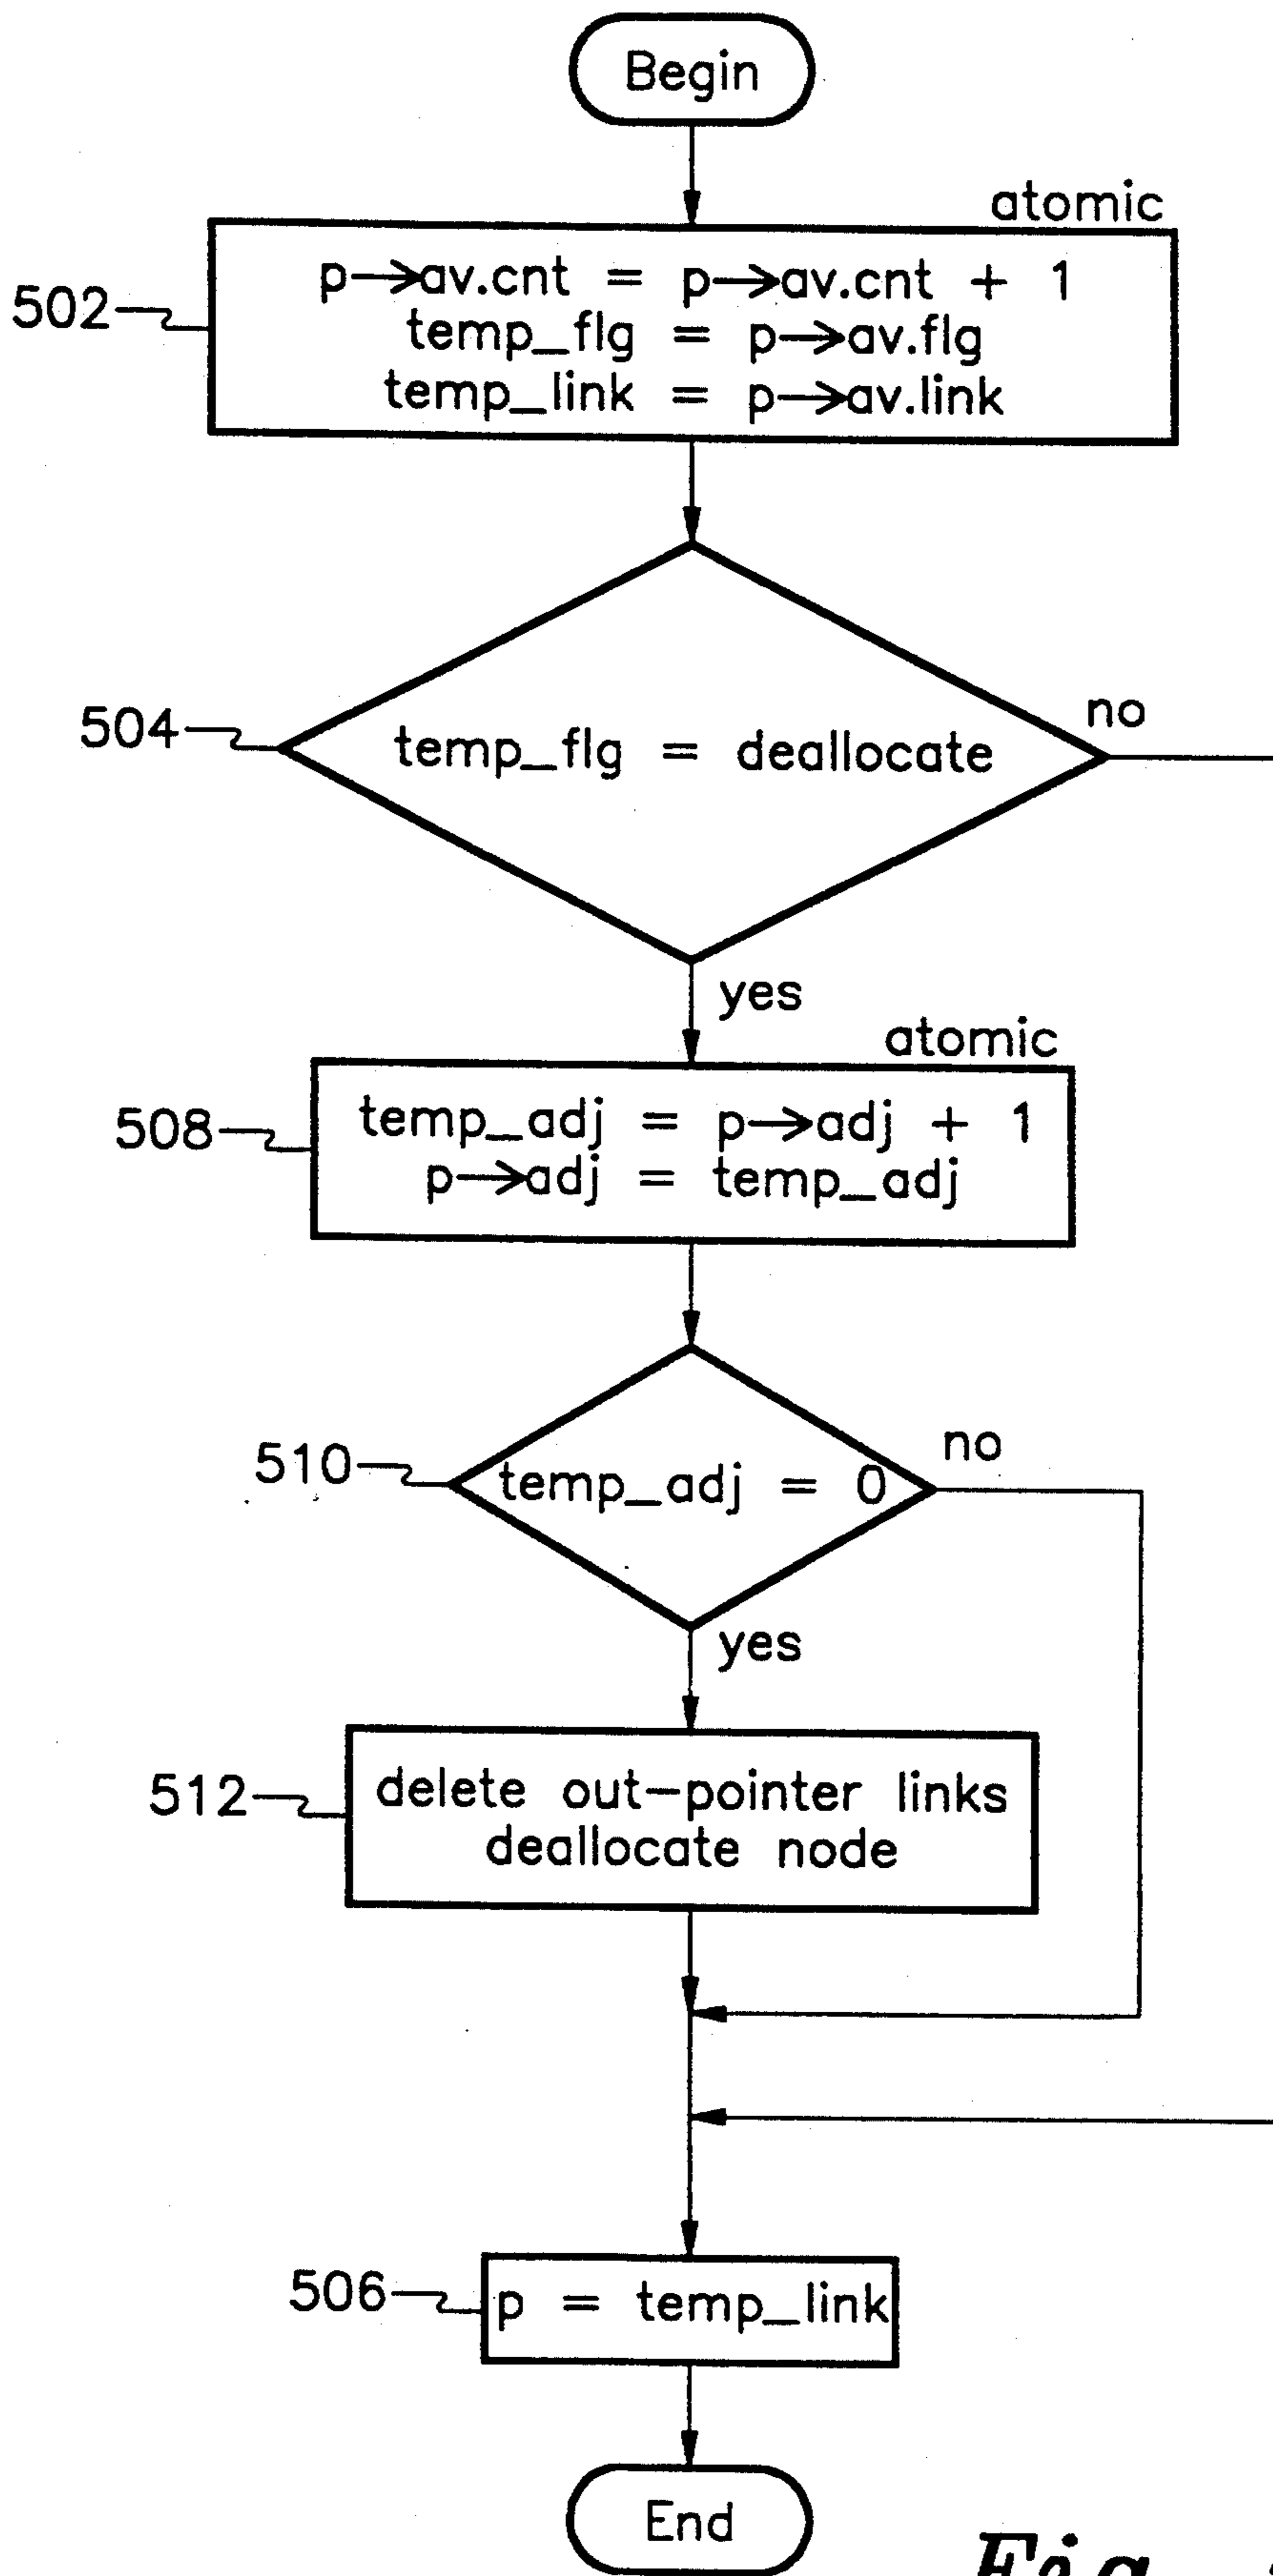 Begin
atomic
502
p→av.cnt = p→av.cnt + 1
temp_flg = p→av.flg
temp_link = p→av.link
504
temp_flg = deallocate
no
yes
atomic
508
temp_adj = p→adj + 1
p→adj = temp_adj
510
temp_adj = 0
no
yes
512
delete out-pointer links
deallocate node
506
p = temp_link
End
Fig.